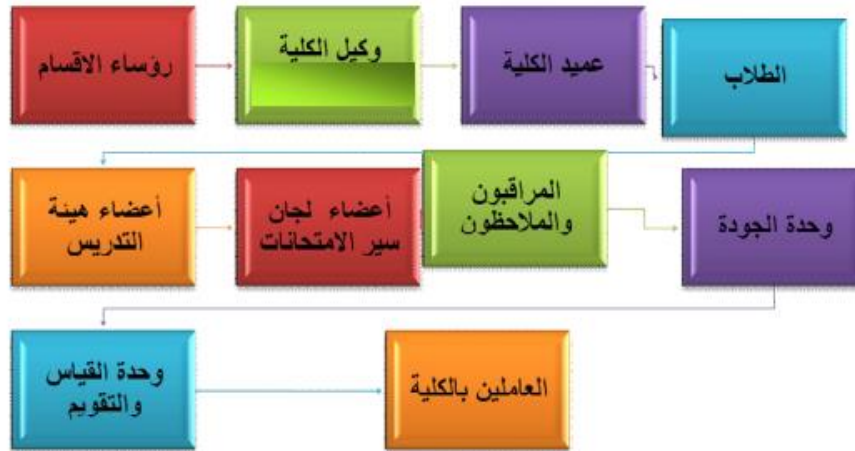 رؤساء الاقسام
وكيل الكلية
عميد الكلية
الطلاب
أعضاء هيئة
التدريس
أعضاء لجان
سير الامتحانات
المراقبون
والملاحظون
وحدة الجودة
وحدة القياس
والتقويم
العاملين بالكلية